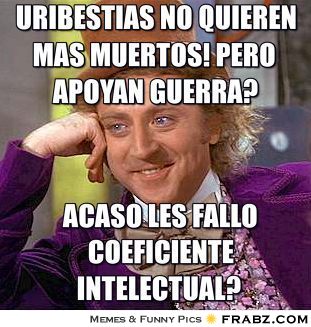 URIBESTIAS NO QUIEREN
MAS MUERTOS! PERO
APOYAN GUERRA?
ACASO LES FALLO
COEFICIENTE
INTELECTUAL?
MEMES & FUNNY PICS FRABZ.COM